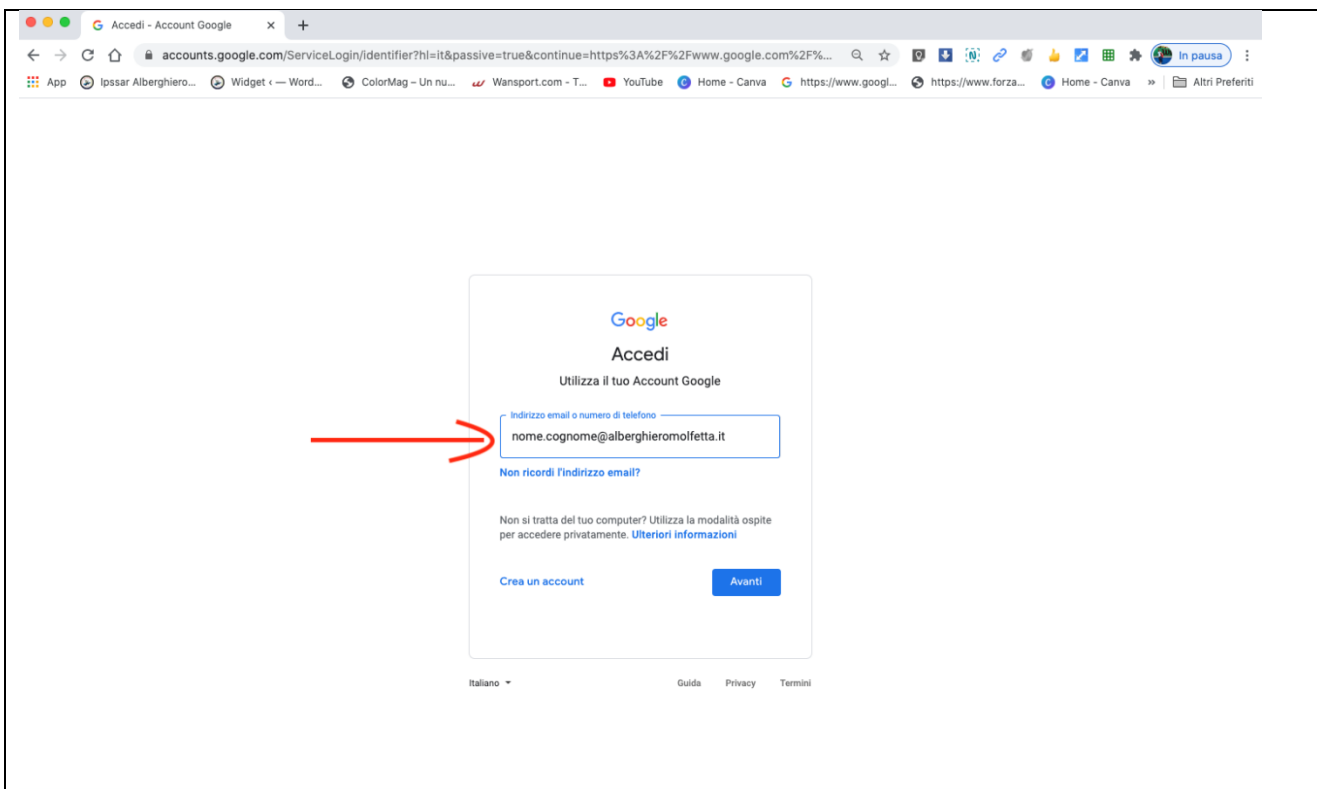 Accedi - Account Google
accounts.google.com/ServiceLogin/identifier?hl=it&passive=true&continue=https%3A%2F%2Fwww.google.com%2F%...
In pausa
App Ipssar Alberghiero... Widget ‹ — Word... ColorMag – Un nu... Wansport.com - T... YouTube Home - Canva https://www.googl... https://www.forza... Home - Canva » Altri Preferiti
Google
Accedi
Utilizza il tuo Account Google
Indirizzo email o numero di telefono
nome.cognome@alberghieromolfetta.it
Non ricordi l'indirizzo email?
Non si tratta del tuo computer? Utilizza la modalità ospite
per accedere privatamente. Ulteriori informazioni
Crea un account Avanti
Italiano Guida Privacy Termini